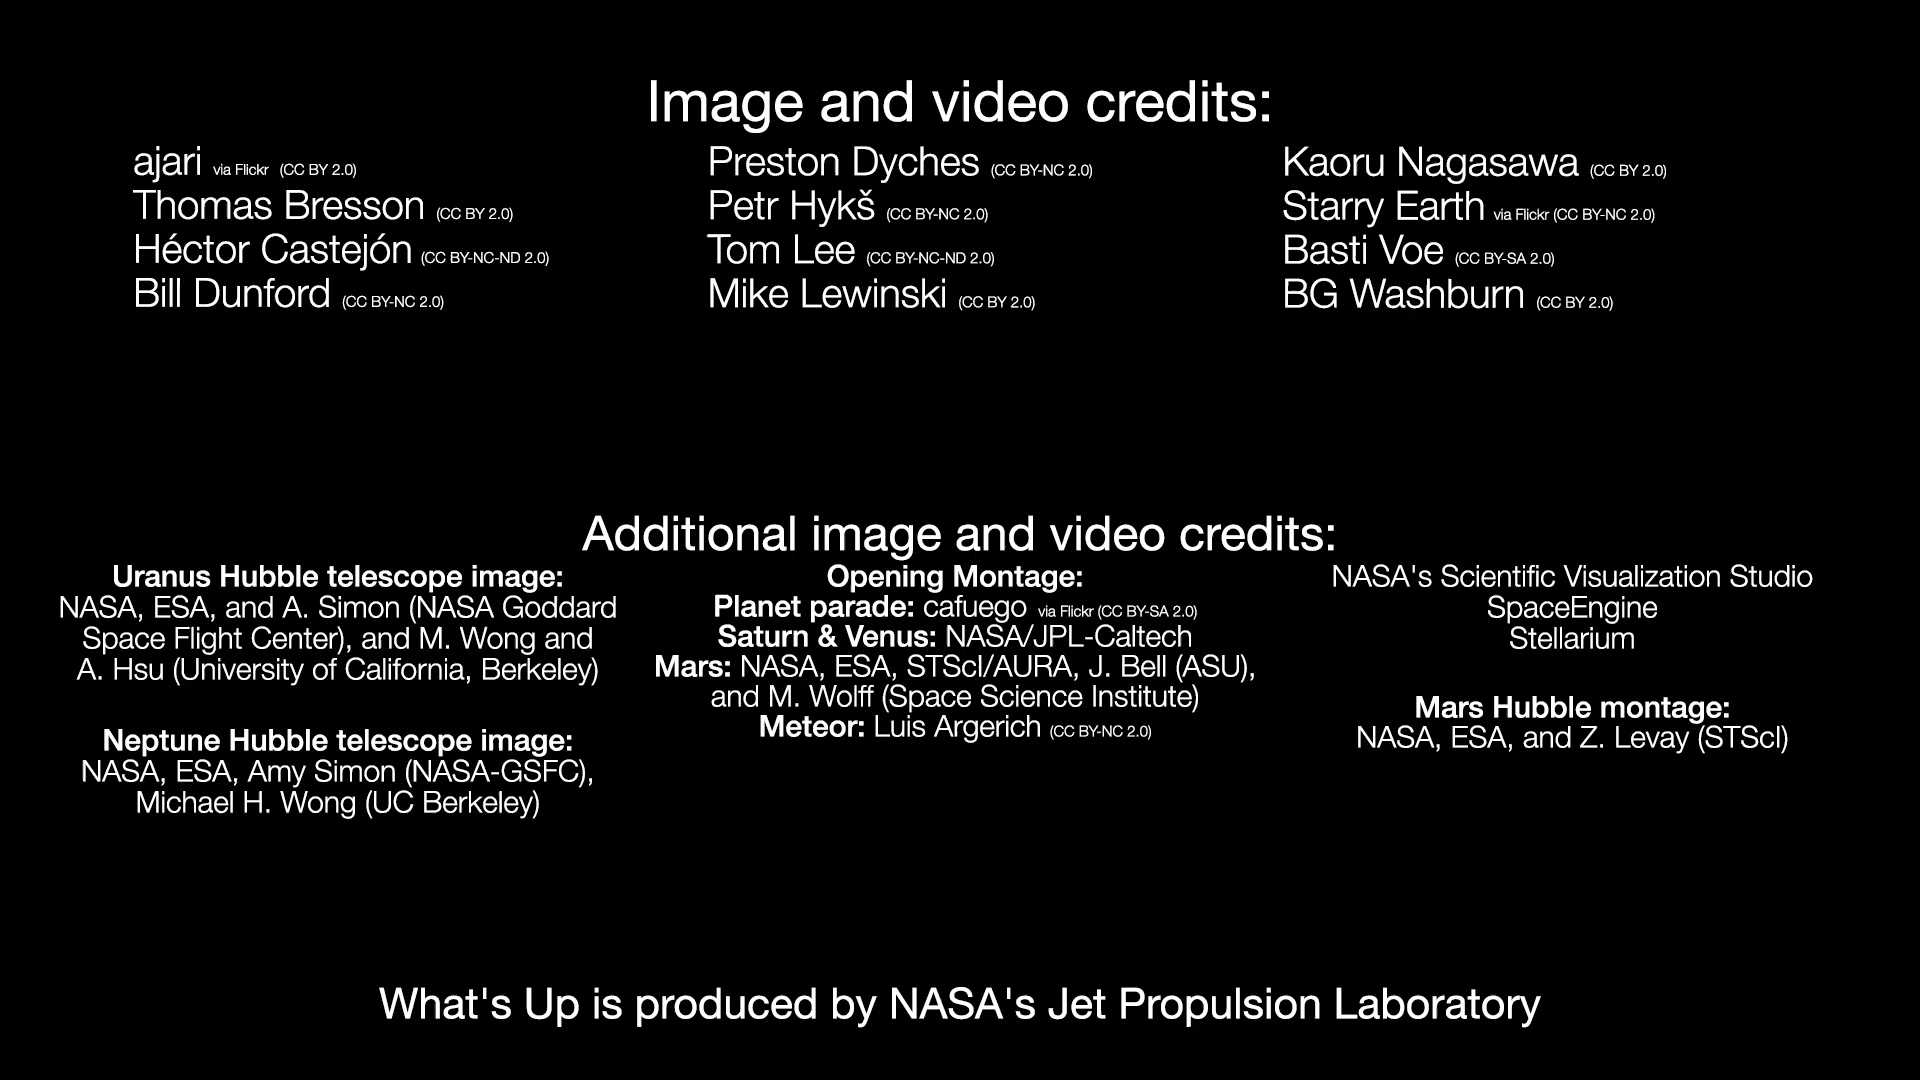 Image and video credits:
ajari via Flickr (CC BY 2.0)
Thomas Bresson (CC BY 2.0)
Héctor Castejón (CC BY-NC-ND 2.0)
Bill Dunford (CC BY-NC 2.0)
Preston Dyches (CC BY-NC 2.0)
Petr Hykš (CC BY-NC 2.0)
Tom Lee (CC BY-NC-ND 2.0)
Mike Lewinski (CC BY 2.0)
Kaoru Nagasawa (CC BY 2.0)
Starry Earth via Flickr (CC BY-NC 2.0)
Basti Voe (CC BY-SA 2.0)
BG Washburn (CC BY 2.0)
Additional image and video credits:
Uranus Hubble telescope image:
NASA, ESA, and A. Simon (NASA Goddard
Space Flight Center), and M. Wong and
A. Hsu (University of California, Berkeley)
Neptune Hubble telescope image:
NASA, ESA, Amy Simon (NASA-GSFC),
Michael H. Wong (UC Berkeley)
Opening Montage:
Planet parade: cafuego via Flickr (CC BY-SA 2.0)
Saturn & Venus: NASA/JPL-Caltech
Mars: NASA, ESA, STScI/AURA, J. Bell (ASU),
and M. Wolff (Space Science Institute)
Meteor: Luis Argerich (CC BY-NC 2.0)
NASA's Scientific Visualization Studio
SpaceEngine
Stellarium
Mars Hubble montage:
NASA, ESA, and Z. Levay (STScI)
What's Up is produced by NASA's Jet Propulsion Laboratory